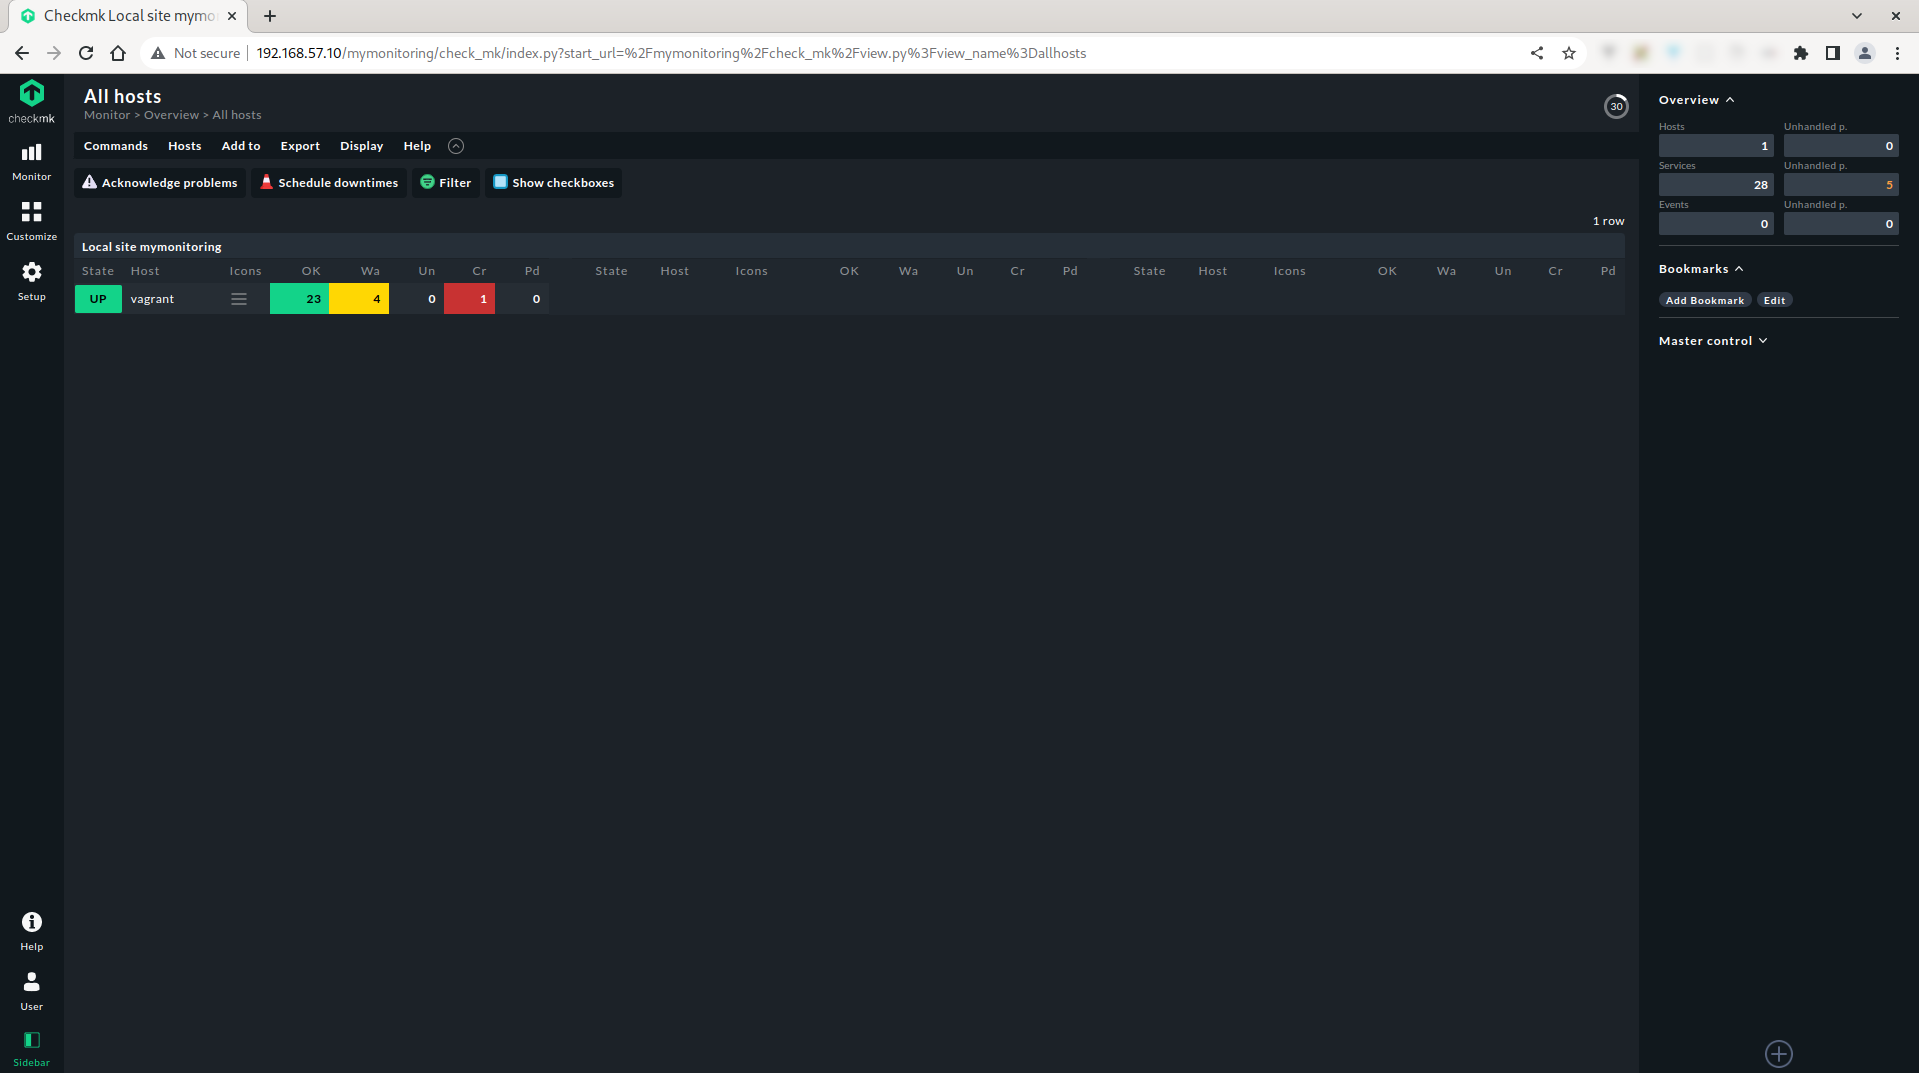 Checkmk Local site mymo
Not secure
192.168.57.10/mymonitoring/check_mk/index.py?start_url=%2Fmymonitoring%2Fcheck_mk%2Fview.py%3Fview_name%3Dallhosts
checkmk
Monitor
Customize
Setup
Help
User
Sidebar
All hosts
Monitor > Overview > All hosts
30
Commands Hosts Add to Export Display Help
Acknowledge problems Schedule downtimes Filter Show checkboxes
1 row
Local site mymonitoring
State Host Icons OK Wa Un Cr Pd State Host Icons OK Wa Un Cr Pd State Host Icons OK Wa Un Cr Pd
UP vagrant 23 4 0 1 0
Overview
Hosts Unhandled p.
1 0
Services Unhandled p.
28 5
Events Unhandled p.
0 0
Bookmarks
Add Bookmark Edit
Master control